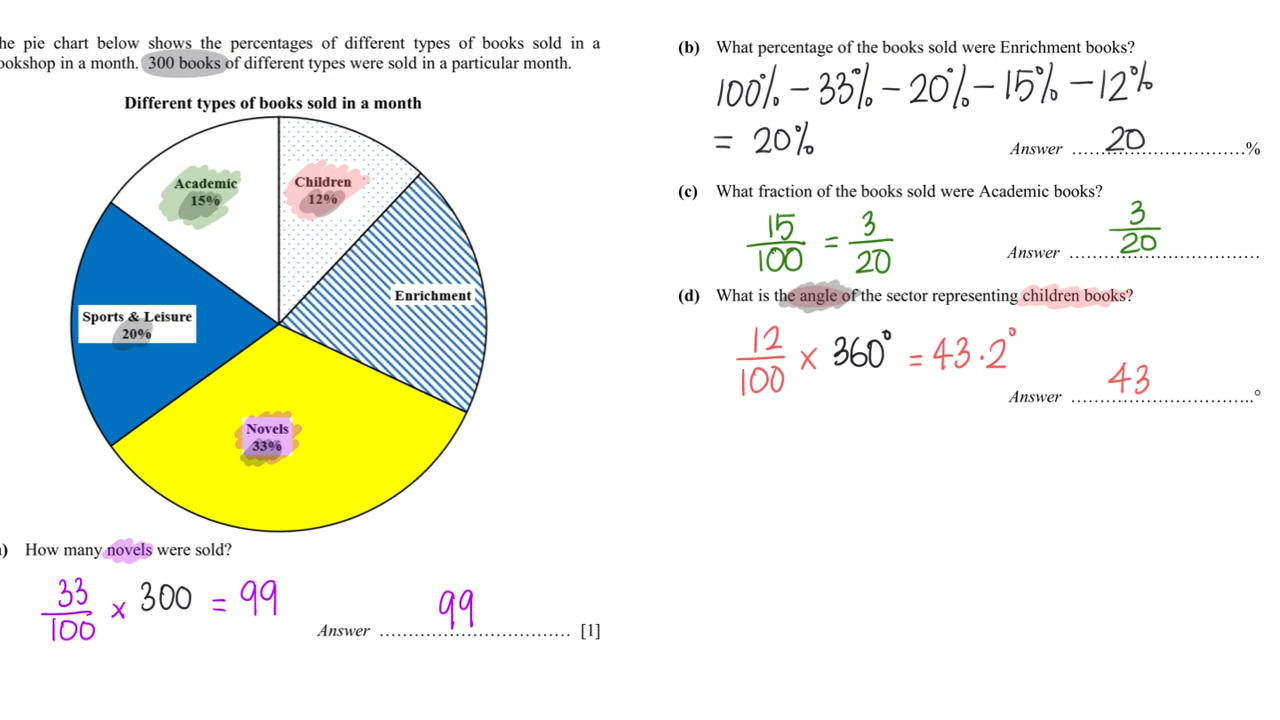 he pie chart below shows the percentages of different types of books sold in a
ookshop in a month. 300 books of different types were sold in a particular month.
Different types of books sold in a month
Academic
15%
Children
12%
Enrichment
Sports & Leisure
20%
Novels
33%
) How many novels were sold?
33/100 × 300 = 99
Answer 99 [1]
(b) What percentage of the books sold were Enrichment books?
100% - 33% - 20% - 15% - 12%
= 20%
Answer 20 %
(c) What fraction of the books sold were Academic books?
15/100 = 3/20
Answer 3/20
(d) What is the angle of the sector representing children books?
12/100 × 360° = 43.2°
Answer 43 °